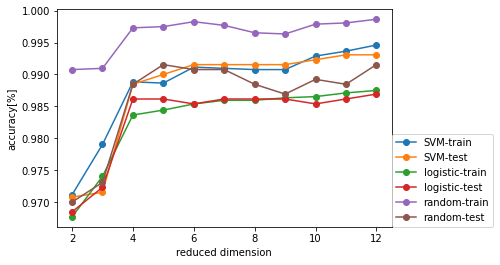 1.000
0.995
0.990
0.985
0.980
0.975
0.970
accuracy[%]
2 4 6 8 10 12
reduced dimension
SVM-train
SVM-test
logistic-train
logistic-test
random-train
random-test